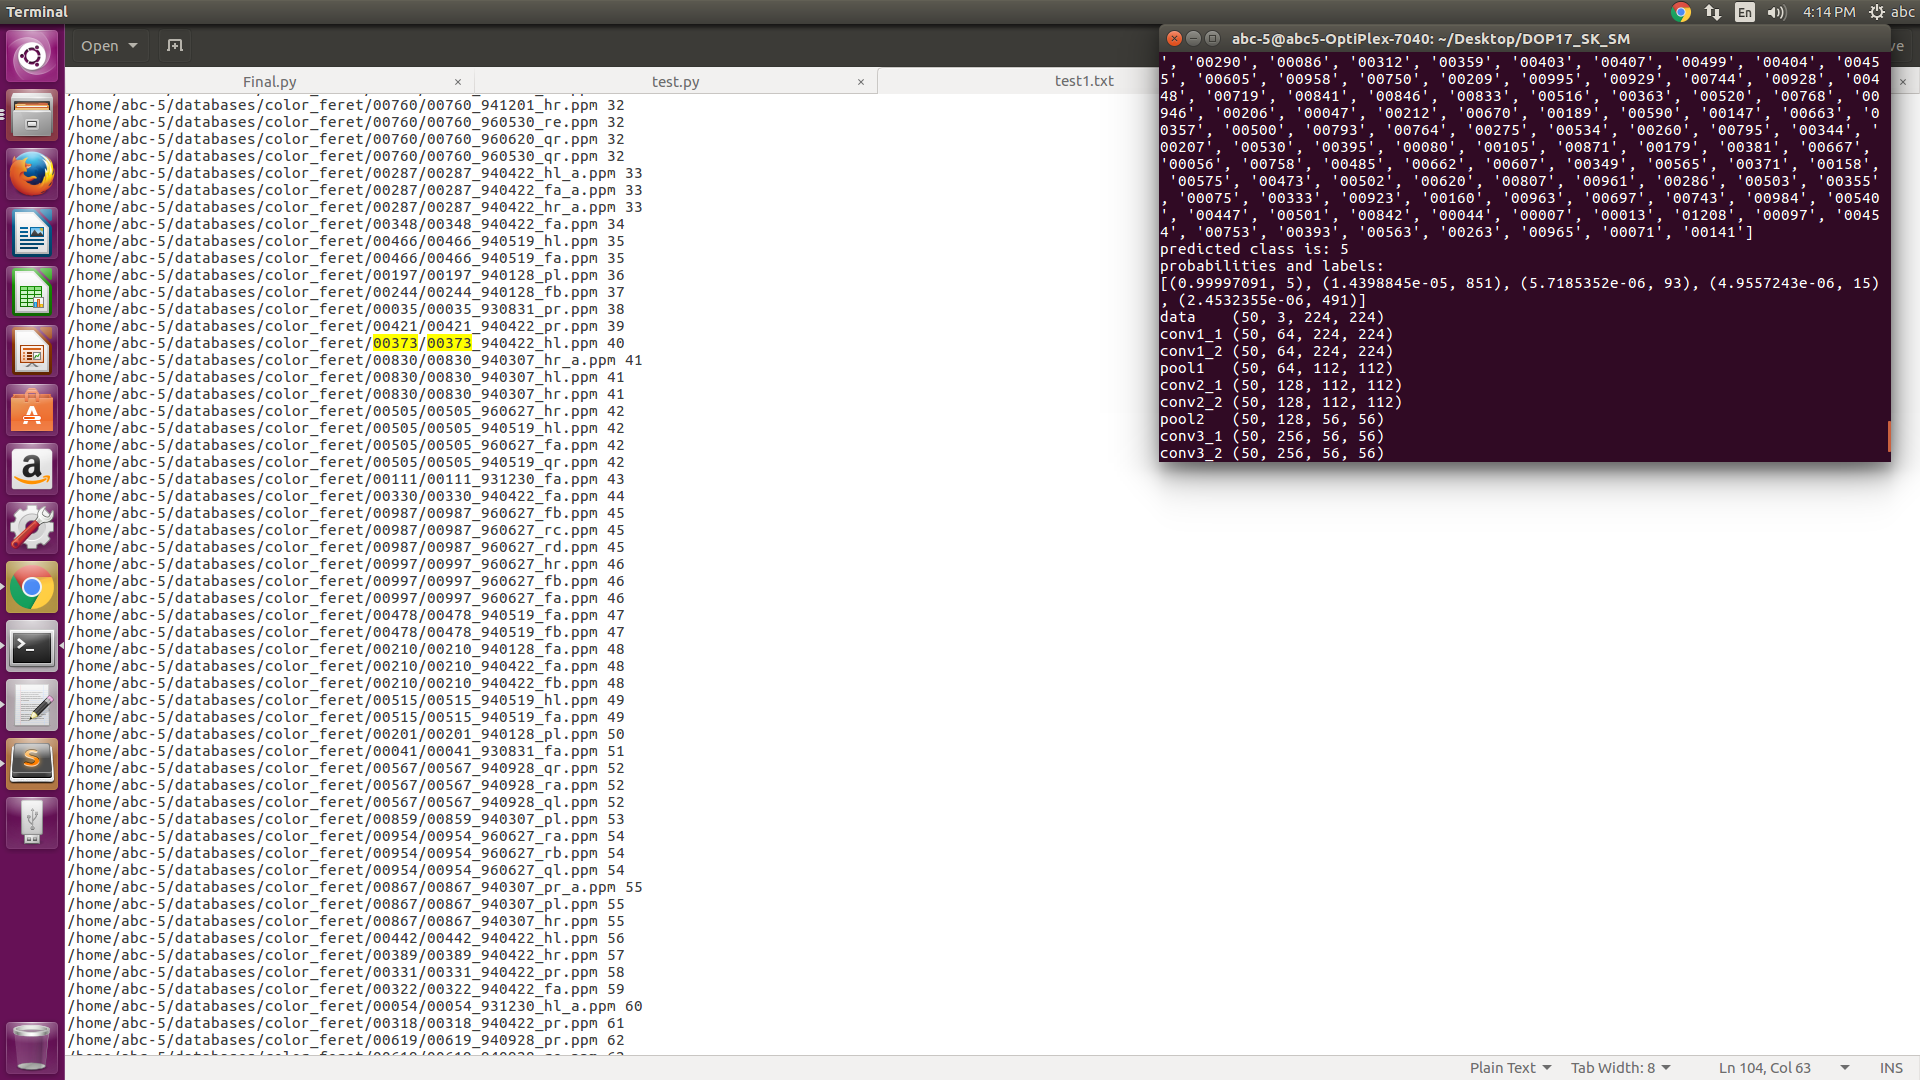 Terminal
En
4:14 PM
abc
Open
ve
Final.py
test.py
test1.txt
/home/abc-5/databases/color_feret/00760/00760_941201_hr.ppm 32
/home/abc-5/databases/color_feret/00760/00760_960530_re.ppm 32
/home/abc-5/databases/color_feret/00760/00760_960620_qr.ppm 32
/home/abc-5/databases/color_feret/00760/00760_960530_qr.ppm 32
/home/abc-5/databases/color_feret/00287/00287_940422_hl_a.ppm 33
/home/abc-5/databases/color_feret/00287/00287_940422_fa_a.ppm 33
/home/abc-5/databases/color_feret/00287/00287_940422_hr_a.ppm 33
/home/abc-5/databases/color_feret/00348/00348_940422_fa.ppm 34
/home/abc-5/databases/color_feret/00466/00466_940519_hl.ppm 35
/home/abc-5/databases/color_feret/00466/00466_940519_fa.ppm 35
/home/abc-5/databases/color_feret/00197/00197_940128_pl.ppm 36
/home/abc-5/databases/color_feret/00244/00244_940128_fb.ppm 37
/home/abc-5/databases/color_feret/00035/00035_930831_pr.ppm 38
/home/abc-5/databases/color_feret/00421/00421_940422_pr.ppm 39
/home/abc-5/databases/color_feret/00373/00373_940422_hl.ppm 40
/home/abc-5/databases/color_feret/00830/00830_940307_hr_a.ppm 41
/home/abc-5/databases/color_feret/00830/00830_940307_hl.ppm 41
/home/abc-5/databases/color_feret/00830/00830_940307_hr.ppm 41
/home/abc-5/databases/color_feret/00505/00505_960627_hr.ppm 42
/home/abc-5/databases/color_feret/00505/00505_940519_hl.ppm 42
/home/abc-5/databases/color_feret/00505/00505_960627_fa.ppm 42
/home/abc-5/databases/color_feret/00505/00505_940519_qr.ppm 42
/home/abc-5/databases/color_feret/00111/00111_931230_fa.ppm 43
/home/abc-5/databases/color_feret/00330/00330_940422_fa.ppm 44
/home/abc-5/databases/color_feret/00987/00987_960627_fb.ppm 45
/home/abc-5/databases/color_feret/00987/00987_960627_rc.ppm 45
/home/abc-5/databases/color_feret/00987/00987_960627_rd.ppm 45
/home/abc-5/databases/color_feret/00997/00997_960627_hr.ppm 46
/home/abc-5/databases/color_feret/00997/00997_960627_fb.ppm 46
/home/abc-5/databases/color_feret/00997/00997_960627_fa.ppm 46
/home/abc-5/databases/color_feret/00478/00478_940519_fa.ppm 47
/home/abc-5/databases/color_feret/00478/00478_940519_fb.ppm 47
/home/abc-5/databases/color_feret/00210/00210_940128_fa.ppm 48
/home/abc-5/databases/color_feret/00210/00210_940422_fa.ppm 48
/home/abc-5/databases/color_feret/00210/00210_940422_fb.ppm 48
/home/abc-5/databases/color_feret/00515/00515_940519_hl.ppm 49
/home/abc-5/databases/color_feret/00515/00515_940519_fa.ppm 49
/home/abc-5/databases/color_feret/00201/00201_940128_pl.ppm 50
/home/abc-5/databases/color_feret/00041/00041_930831_fa.ppm 51
/home/abc-5/databases/color_feret/00567/00567_940928_qr.ppm 52
/home/abc-5/databases/color_feret/00567/00567_940928_ra.ppm 52
/home/abc-5/databases/color_feret/00567/00567_940928_ql.ppm 52
/home/abc-5/databases/color_feret/00859/00859_940307_pl.ppm 53
/home/abc-5/databases/color_feret/00954/00954_960627_ra.ppm 54
/home/abc-5/databases/color_feret/00954/00954_960627_rb.ppm 54
/home/abc-5/databases/color_feret/00954/00954_960627_ql.ppm 54
/home/abc-5/databases/color_feret/00867/00867_940307_pr_a.ppm 55
/home/abc-5/databases/color_feret/00867/00867_940307_pl.ppm 55
/home/abc-5/databases/color_feret/00867/00867_940307_hr.ppm 55
/home/abc-5/databases/color_feret/00442/00442_940422_hl.ppm 56
/home/abc-5/databases/color_feret/00389/00389_940422_hr.ppm 57
/home/abc-5/databases/color_feret/00331/00331_940422_pr.ppm 58
/home/abc-5/databases/color_feret/00322/00322_940422_fa.ppm 59
/home/abc-5/databases/color_feret/00054/00054_931230_hl_a.ppm 60
/home/abc-5/databases/color_feret/00318/00318_940422_pr.ppm 61
/home/abc-5/databases/color_feret/00619/00619_940928_pr.ppm 62
abc-5@abc5-OptiPlex-7040: ~/Desktop/DOP17_SK_SM
', '00290', '00086', '00312', '00359', '00403', '00407', '00499', '00404', '0045
5', '00605', '00958', '00750', '00209', '00995', '00929', '00744', '00928', '004
48', '00719', '00841', '00846', '00833', '00516', '00363', '00520', '00768', '00
946', '00206', '00047', '00212', '00670', '00189', '00590', '00147', '00663', '0
0357', '00500', '00793', '00764', '00275', '00534', '00260', '00795', '00344', '
00207', '00530', '00395', '00080', '00105', '00871', '00179', '00381', '00667', 
'00056', '00758', '00485', '00662', '00607', '00349', '00565', '00371', '00158',
 '00575', '00473', '00502', '00620', '00807', '00961', '00286', '00503', '00355'
, '00075', '00333', '00923', '00160', '00963', '00697', '00743', '00984', '00540
', '00447', '00501', '00842', '00044', '00007', '00013', '01208', '00097', '0045
4', '00753', '00393', '00563', '00263', '00965', '00071', '00141']
predicted class is: 5
probabilities and labels:
[(0.99997091, 5), (1.4398845e-05, 851), (5.7185352e-06, 93), (4.9557243e-06, 15)
, (2.4532355e-06, 491)]
data    (50, 3, 224, 224)
conv1_1 (50, 64, 224, 224)
conv1_2 (50, 64, 224, 224)
pool1   (50, 64, 112, 112)
conv2_1 (50, 128, 112, 112)
conv2_2 (50, 128, 112, 112)
pool2   (50, 128, 56, 56)
conv3_1 (50, 256, 56, 56)
conv3_2 (50, 256, 56, 56)
Plain Text
Tab Width: 8
Ln 104, Col 63
INS